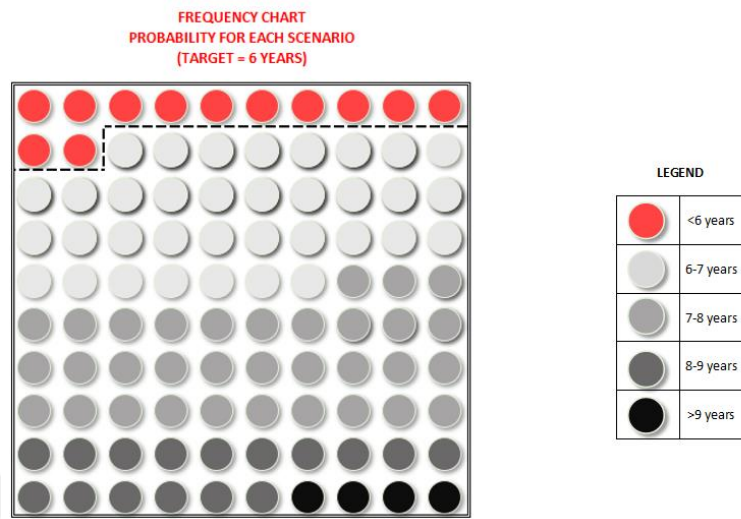 FREQUENCY CHART
PROBABILITY FOR EACH SCENARIO
(TARGET = 6 YEARS)
LEGEND
<6 years
6-7 years
7-8 years
8-9 years
>9 years